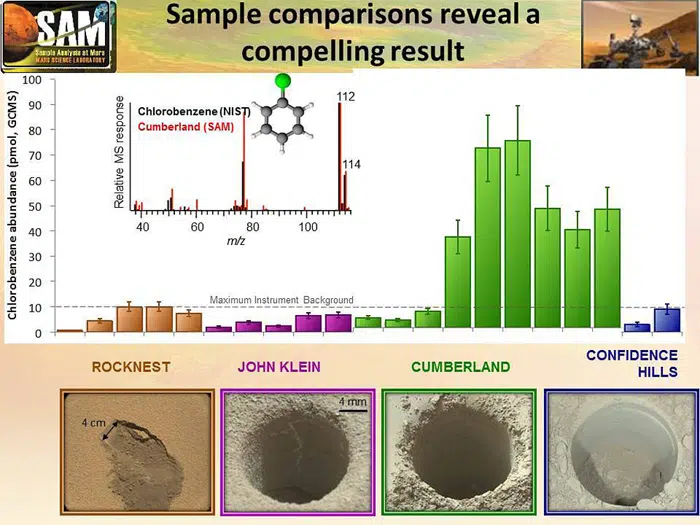 SAM
Sample Analysis at Mars
MARS SCIENCE LABORATORY
Sample comparisons reveal a
compelling result
Chlorobenzene abundance (pmol, GCMS)
100
90
80
70
60
50
40
30
20
10
0
Relative MS response
Chlorobenzene (NIST)
Cumberland (SAM)
112
114
40
60
80
100
m/z
Maximum Instrument Background
ROCKNEST
JOHN KLEIN
CUMBERLAND
CONFIDENCE
HILLS
4 cm
4 mm